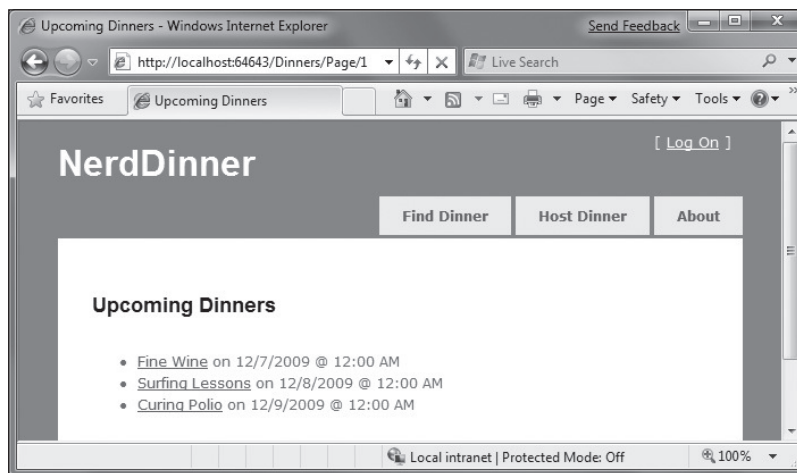 Upcoming Dinners - Windows Internet Explorer
Send Feedback
http://localhost:64643/Dinners/Page/1
Live Search
Favorites
Upcoming Dinners
Page
Safety
Tools
[ Log On ]
NerdDinner
Find Dinner
Host Dinner
About
Upcoming Dinners
• Fine Wine on 12/7/2009 @ 12:00 AM
• Surfing Lessons on 12/8/2009 @ 12:00 AM
• Curing Polio on 12/9/2009 @ 12:00 AM
Local intranet | Protected Mode: Off
100%